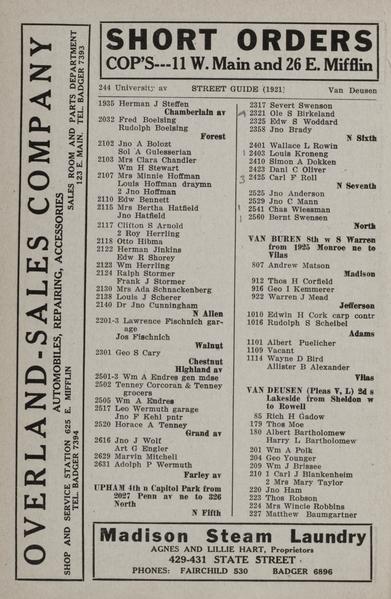 OVERLAND-SALES COMPANY
AUTOMOBILES, REPAIRING, ACCESSORIES
SHOP AND SERVICE STATION 625 E. MIFFLIN
TEL. BADGER 7394
SALES ROOM AND PARTS DEPARTMENT
123 E. MAIN, TEL. BADGER 7393
SHORT ORDERS
COP'S---11 W. Main and 26 E. Mifflin
244 University av STREET GUIDE (1921) Van Deusen
1935 Herman J Steffen
Chamberlain av
2032 Fred Boelsing
Rudolph Boelsing
Forest
2102 Jno A Bolozt
Sol A Gulesserian
2103 Mrs Clara Chandler
Wm H Stewart
2107 Mrs Minnie Hoffman
Louis Hoffman draymn
2 Jno Hoffman
2110 Edw Bennett
2115 Mrs Bertha Hatfield
Jno Hatfield
2117 Clifton S Arnold
2 Roy Herrling
2118 Otto Hibma
2122 Herman Jinkins
Edw R Shorey
2123 Wm Herrling
2124 Ralph Stormer
Frank J Stormer
2130 Mrs Ada Schnackenberg
2138 Louis J Scherer
2140 Dr Jno Cunningham
N Allen
2201-3 Lawrence Fischnich gar-
age
Jos Fischnich
Walnut
2301 Geo S Cary
Chestnut
Highland av
2501-3 Wm A Endres gen mdse
2502 Tenney Corcoran & Tenney
grocers
2505 Wm A Endres
2517 Leo Warmuth garage
Jno F Kehl pntr
2520 Horace A Tenney
Grand av
2616 Jno J Wolf
Art G Engler
2629 Marvin Mitchell
2631 Adolph P Wermuth
Farley av
UPHAM 4th n Capitol Park from
2027 Penn av ne to 326
North
N Fifth
2317 Severt Swenson
2321 Ole S Birkeland
2325 Edw S Woddard
2358 Jno Brady
N Sixth
2401 Wallace L Rowin
2403 Louis Kroneng
2410 Simon A Dokken
2423 Dani C Oliver
2425 Carl F Roll
N Seventh
2525 Jno Anderson
2529 Jno C Mann
2541 Chas Wiessman
2560 Bernt Swensen
North
VAN BUREN 8th w S Warren
from 1925 Monroe ne to
Vilas
807 Andrew Matson
Madison
912 Thos H Corfield
916 Geo I Kemmerer
922 Warren J Mead
Jefferson
1010 Edwin H Cork carp contr
1016 Rudolph S Scheibel
Adams
1101 Albert Puelicher
1109 Vacant
1114 Wayne D Bird
Allister B Alexander
Vilas
VAN DEUSEN (Pleas V, L) 2d s
Lakeside from Sheldon w
to Rowell
85 Rich H Gadow
179 Thos Moe
180 Albert Bartholomew
Harry L Bartholomew
201 Wm A Polk
204 Geo Younger
209 Wm J Brissee
210 1 Carl J Blankenheim
2 Mrs Mary Taylor
220 Jno Ham
223 Thos Robson
224 Mrs Wincie Robbins
227 Matthew Baumgartner
Madison Steam Laundry
AGNES AND LILLIE HART, Proprietors
429-431 STATE STREET
PHONES: FAIRCHILD 530 BADGER 6896